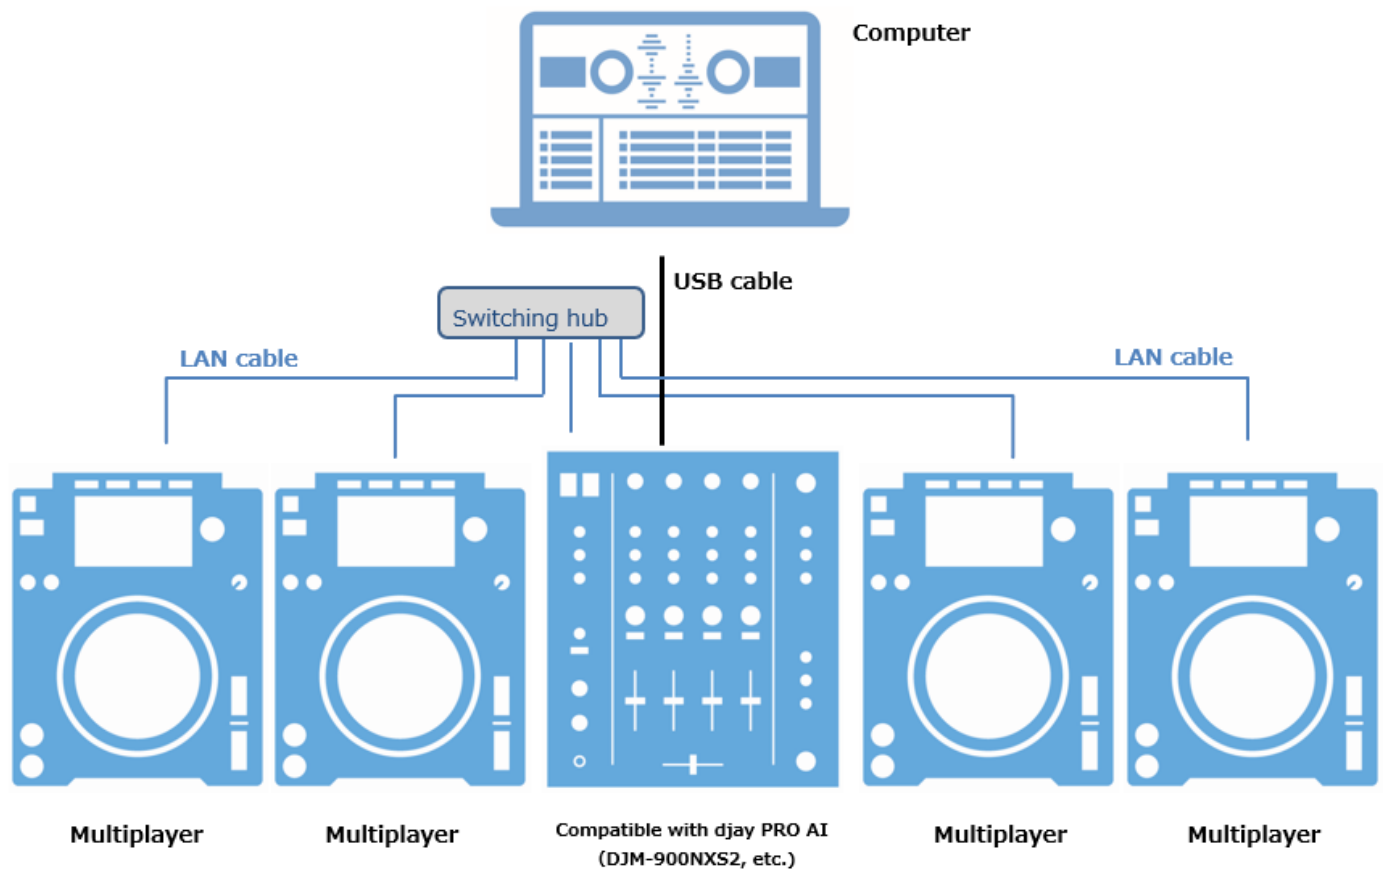 Computer
USB cable
Switching hub
LAN cable
LAN cable
Multiplayer
Multiplayer
Compatible with djay PRO AI
(DJM-900NXS2, etc.)
Multiplayer
Multiplayer